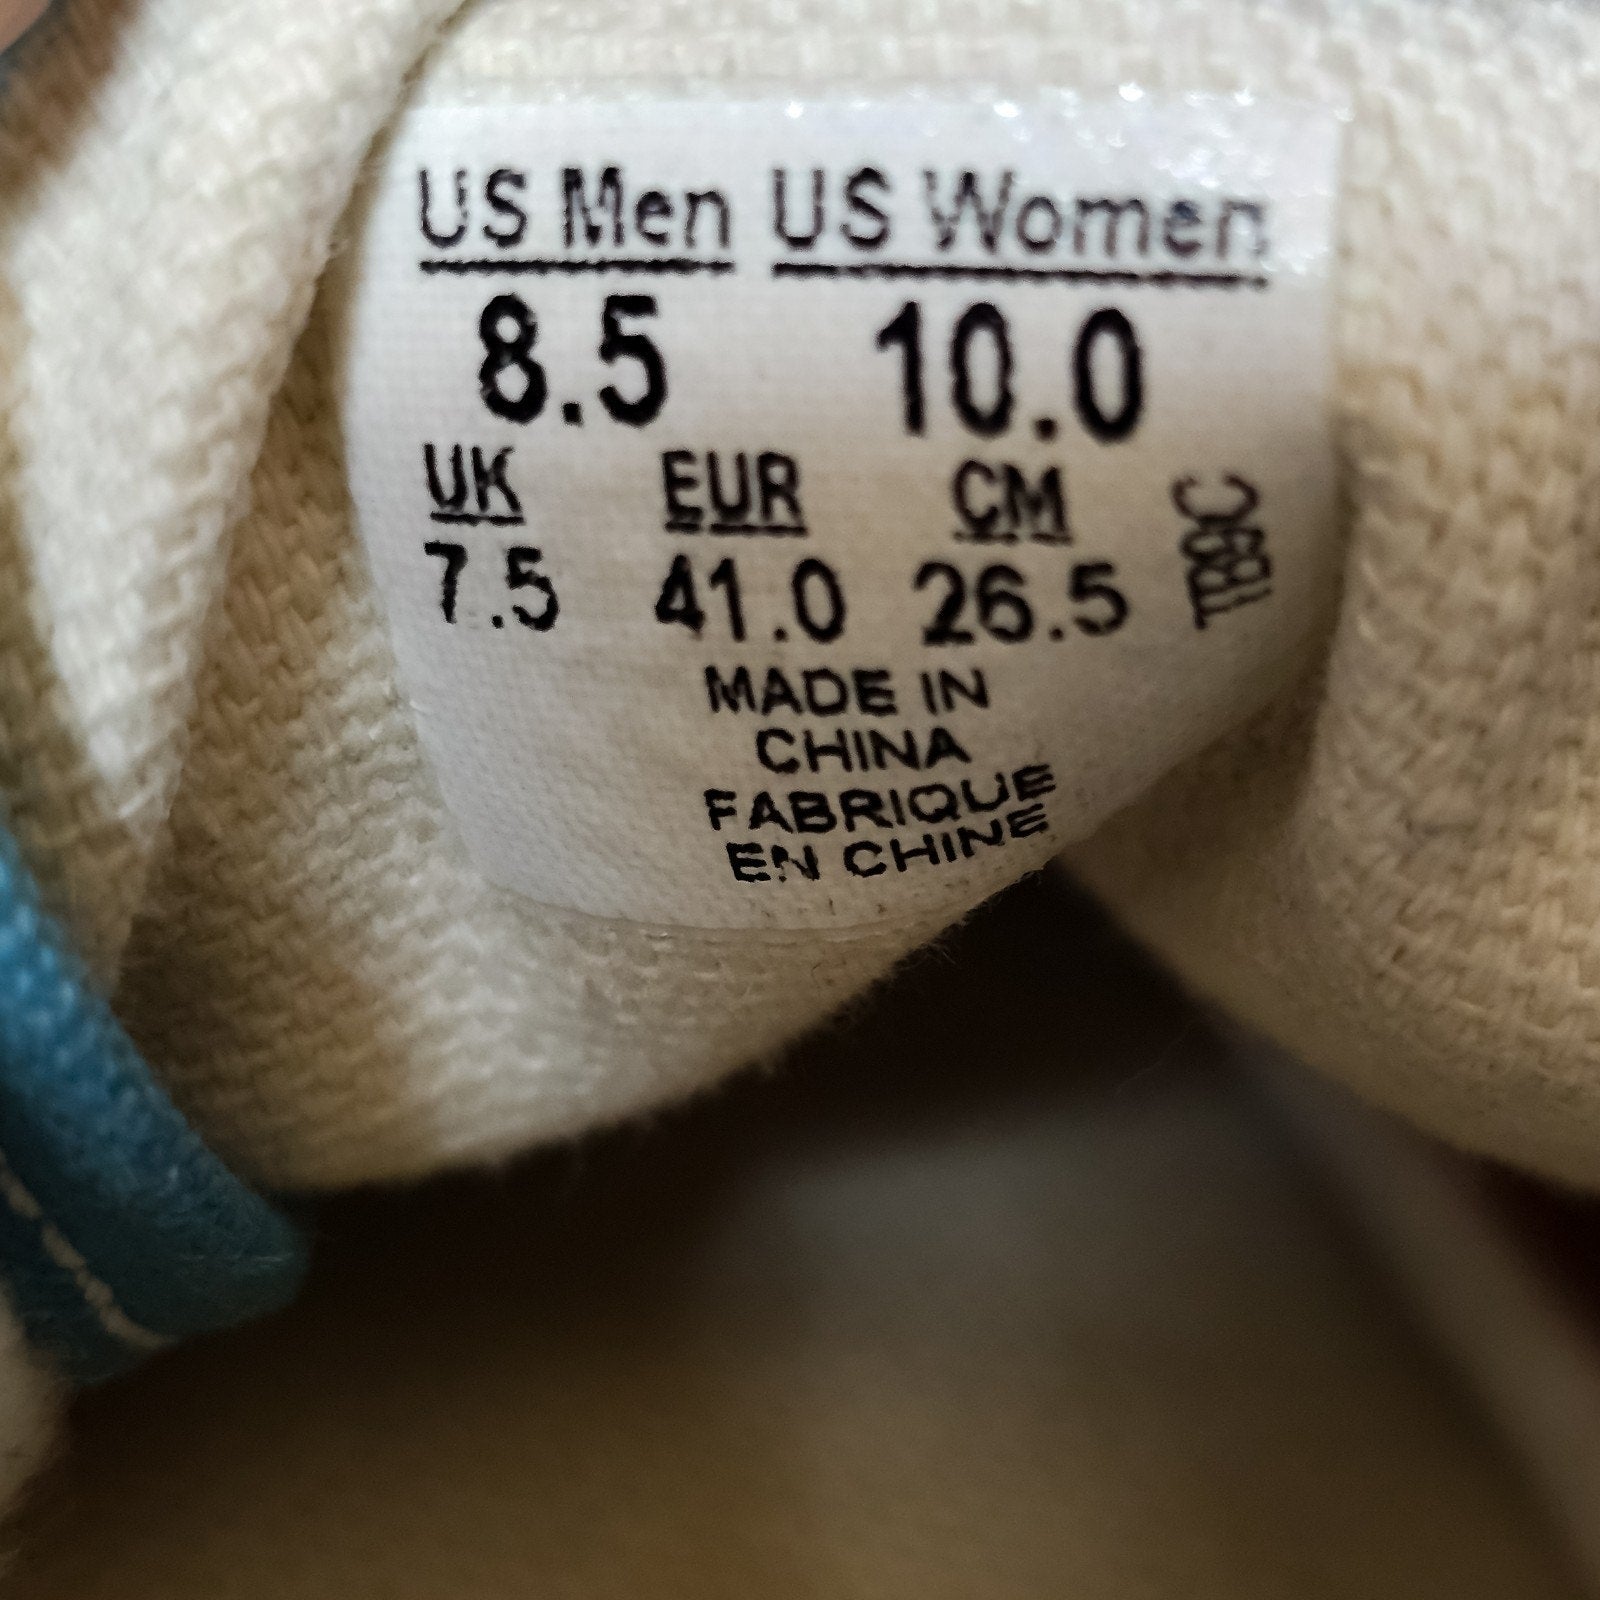 US Men US Women
8.5 10.0
UK EUR CM
7.5 41.0 26.5
MADE IN
CHINA
FABRIQUE
EN CHINE